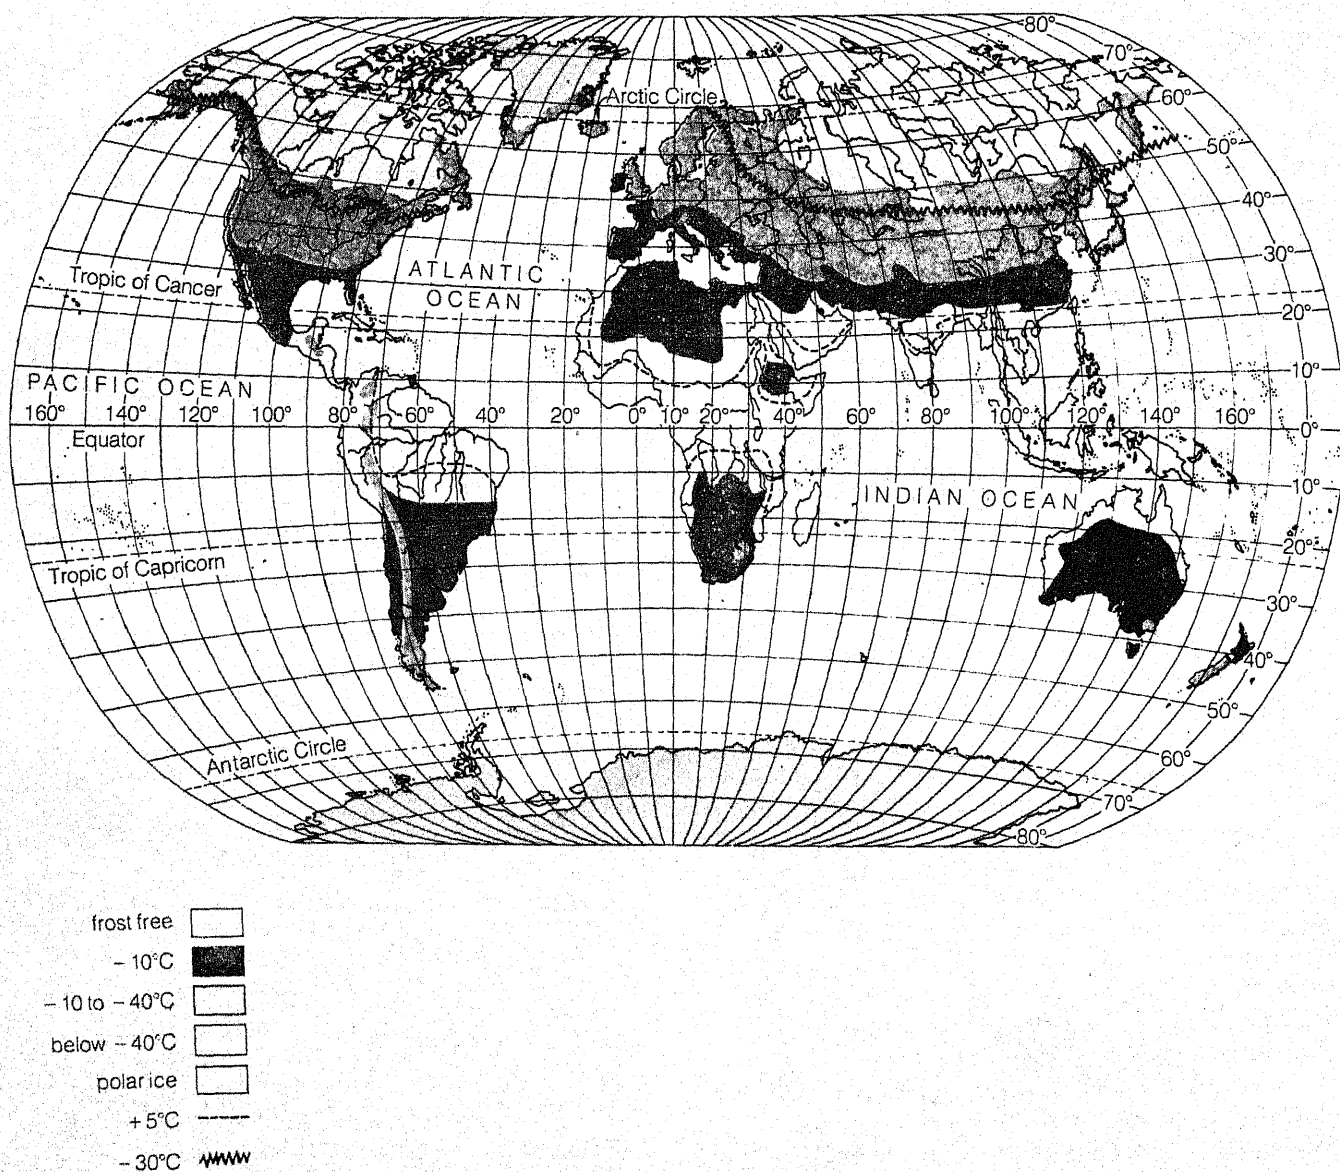 80°
70°
Arctic Circle
60°
50°
40°
30°
ATLANTIC
OCEAN
Tropic of Cancer
20°
10°
PACIFIC OCEAN
160° 140° 120° 100° 80° 60° 40° 20° 0° 10° 20° 40° 60° 80° 100° 120° 140° 160°
0°
Equator
INDIAN OCEAN
10°
Tropic of Capricorn
20°
30°
40°
50°
Antarctic Circle
60°
70°
80°
frost free
– 10°C
– 10 to – 40°C
below – 40°C
polar ice
+ 5°C
– 30°C